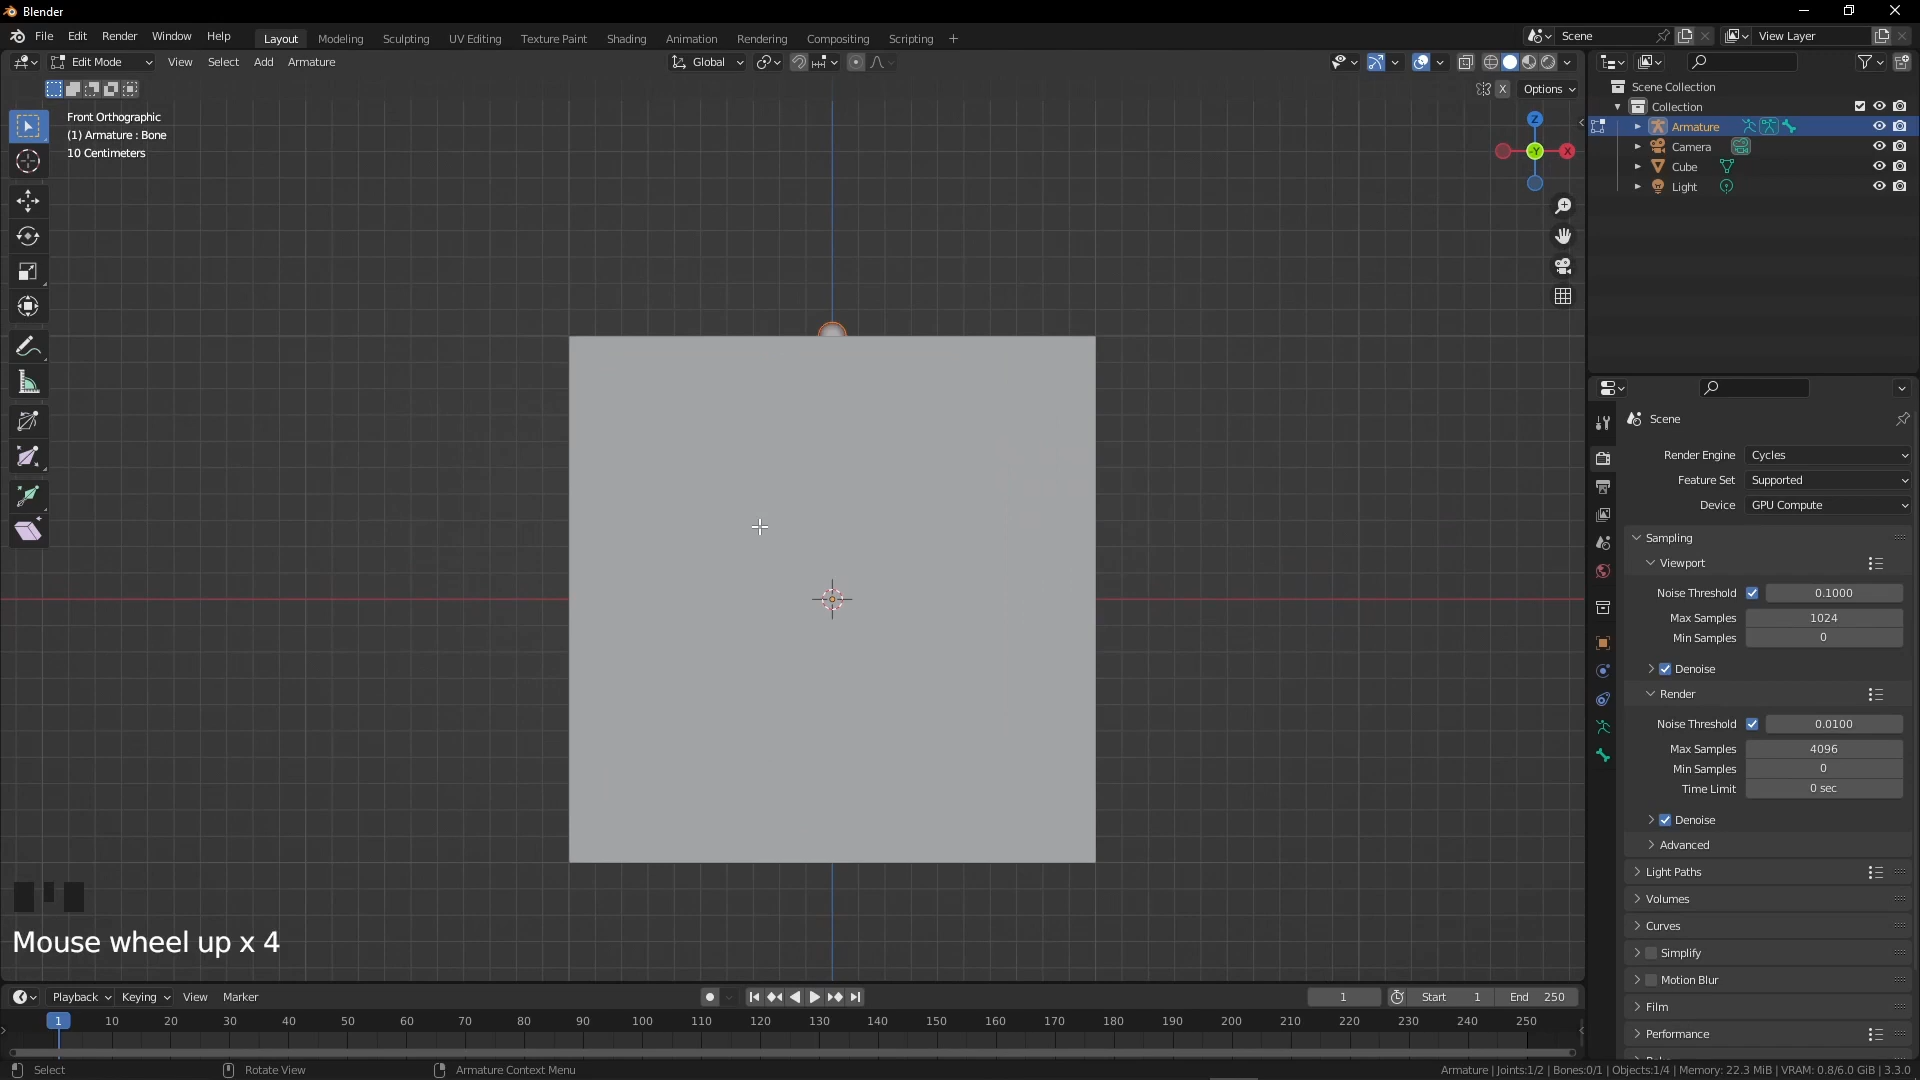 Blender
File Edit Render Window Help Layout Modeling Sculpting UV Editing Texture Paint Shading Animation Rendering Compositing Scripting + Scene View Layer
Edit Mode View Select Add Armature Global
X Options
Front Orthographic
(1) Armature : Bone
10 Centimeters
Z
-Y X
Scene Collection
Collection
Armature
Camera
Cube
Light
Scene
Render Engine Cycles
Feature Set Supported
Device GPU Compute
Sampling
Viewport
Noise Threshold 0.1000
Max Samples 1024
Min Samples 0
Denoise
Render
Noise Threshold 0.0100
Max Samples 4096
Min Samples 0
Time Limit 0 sec
Denoise
Advanced
Light Paths
Volumes
Curves
Simplify
Motion Blur
Film
Performance
Mouse wheel up x 4
Playback Keying View Marker 1 Start 1 End 250
1 10 20 30 40 50 60 70 80 90 100 110 120 130 140 150 160 170 180 190 200 210 220 230 240 250
Select Rotate View Armature Context Menu Armature | Joints:1/2 | Bones:0/1 | Objects:1/4 | Memory: 22.3 MiB | VRAM: 0.8/6.0 GiB | 3.3.0